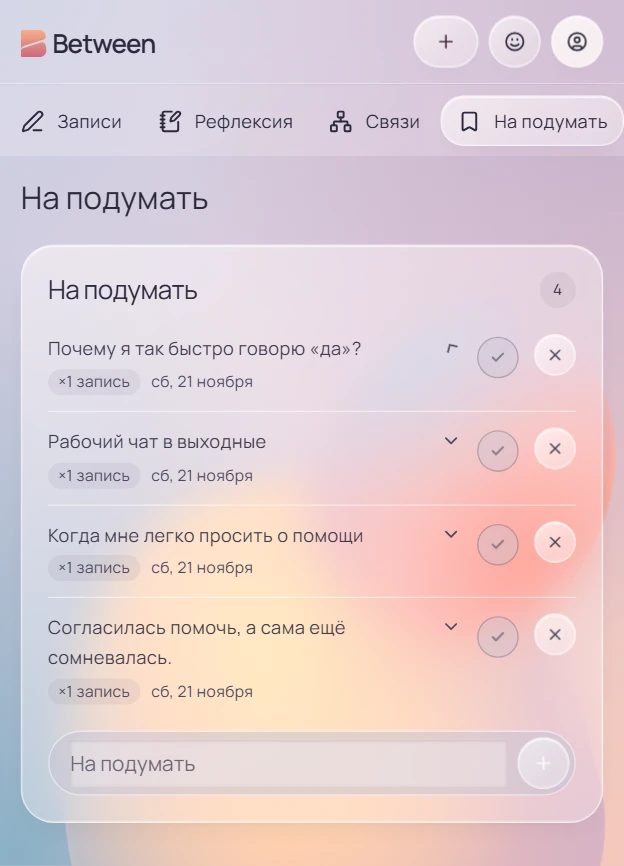 Between
Записи
Рефлексия
Связи
На подумать
На подумать
На подумать
4
Почему я так быстро говорю «да»?
×1 запись
сб, 21 ноября
Рабочий чат в выходные
×1 запись
сб, 21 ноября
Когда мне легко просить о помощи
×1 запись
сб, 21 ноября
Согласилась помочь, а сама ещё
сомневалась.
×1 запись
сб, 21 ноября
На подумать